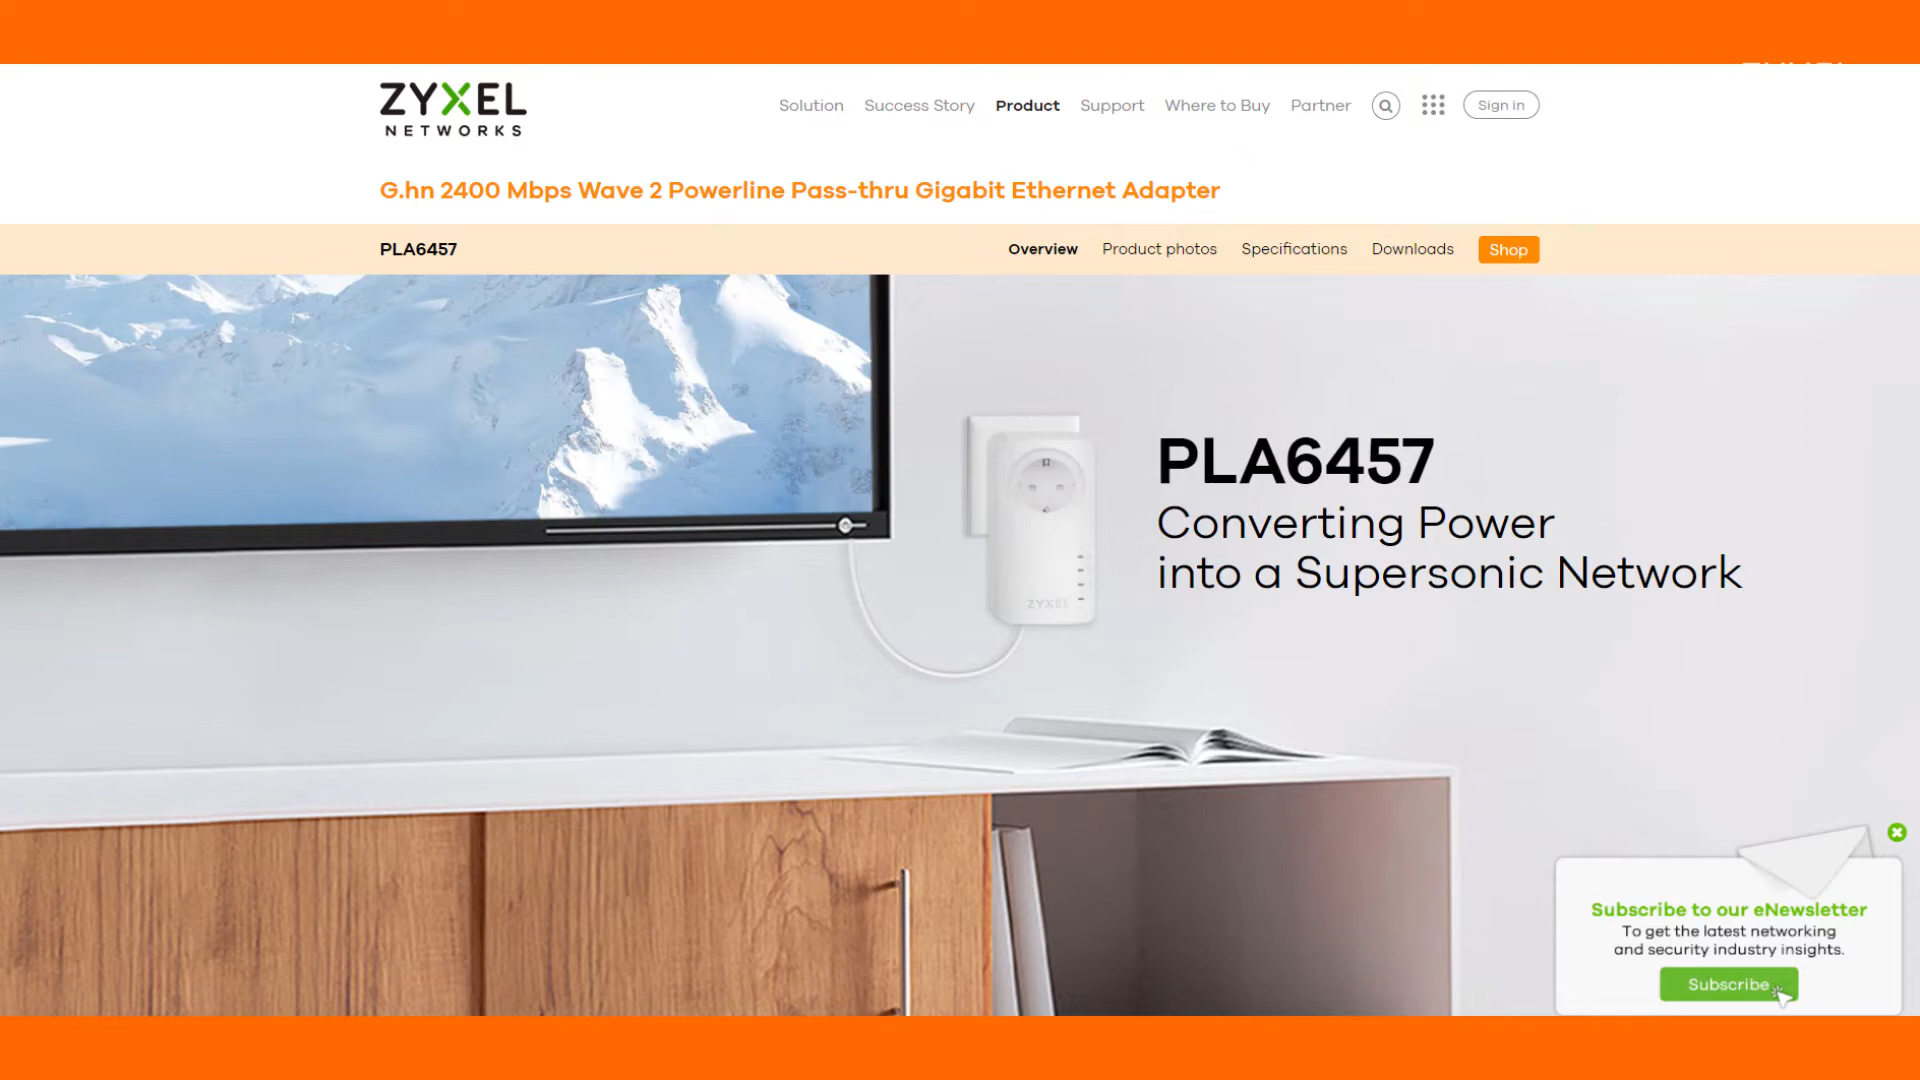 ZYXEL
NETWORKS
Solution Success Story Product Support Where to Buy Partner Sign in
G.hn 2400 Mbps Wave 2 Powerline Pass-thru Gigabit Ethernet Adapter
PLA6457
Overview Product photos Specifications Downloads Shop
PLA6457
Converting Power
into a Supersonic Network
ZYXEL
Subscribe to our eNewsletter
To get the latest networking
and security industry insights.
Subscribe